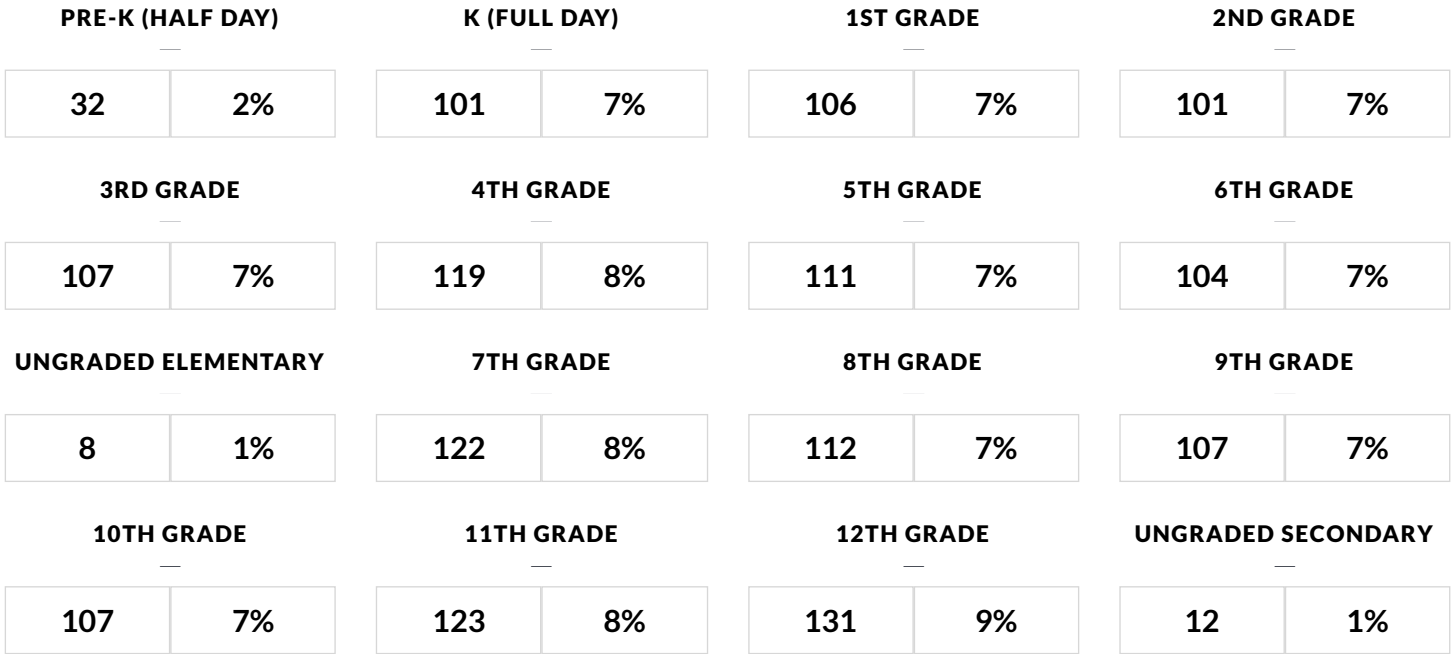 PRE-K (HALF DAY) K (FULL DAY) 1ST GRADE 2ND GRADE
32 2% 101 7% 106 7% 101 7%
3RD GRADE 4TH GRADE 5TH GRADE 6TH GRADE
107 7% 119 8% 111 7% 104 7%
UNGRADED ELEMENTARY 7TH GRADE 8TH GRADE 9TH GRADE
8 1% 122 8% 112 7% 107 7%
10TH GRADE 11TH GRADE 12TH GRADE UNGRADED SECONDARY
107 7% 123 8% 131 9% 12 1%